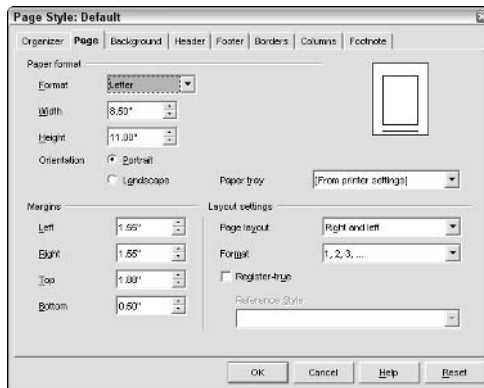 Page Style: Default
Organizer Page Background Header Footer Borders Columns Footnote
Paper format
Format Letter
Width 8.50"
Height 11.00"
Orientation Portrait
Landscape Paper tray [From printer settings]
Margins Layout settings
Left 1.55" Page layout Right and left
Right 1.55" Format 1, 2, 3, ...
Top 1.00" Register-true
Bottom 0.50" Reference Style
OK Cancel Help Reset